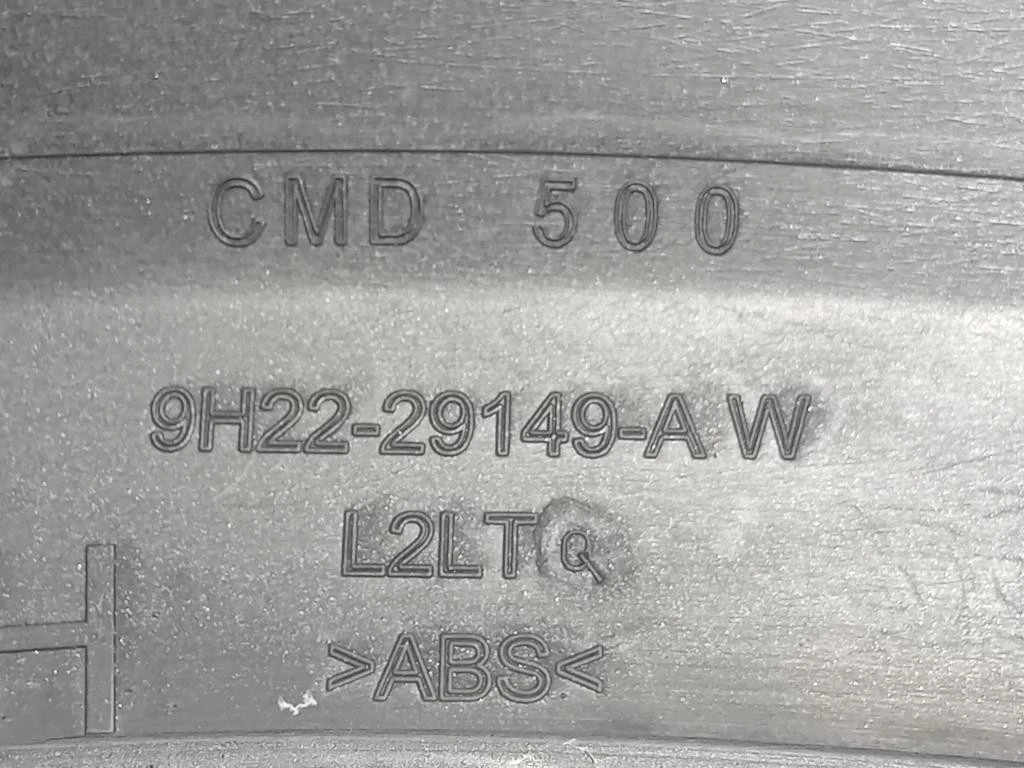 CMD 500
9H22-29149-A W
L2LTQ
>ABS<